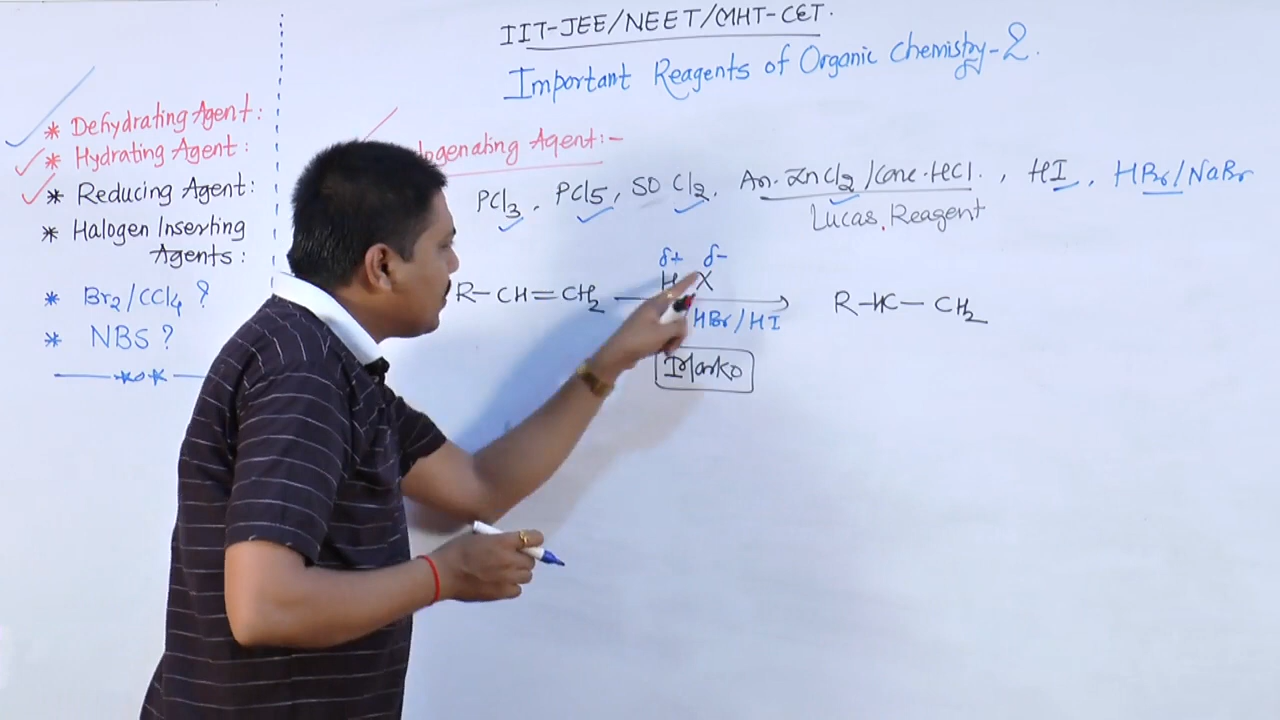 IIT-JEE/NEET/MHT-CET.
Important Reagents of Organic Chemistry-2.
* Dehydrating Agent:
* Hydrating Agent:
* Reducing Agent:
* Halogen Inserting
Agents:
* Br2/CCl4 ?
* NBS ?
Agent:-
PCl3, PCl5, SOCl2, An. ZnCl2/conc. HCl., HI, HBr/NaBr
Lucas Reagent
δ+ δ-
H X
R-CH=CH2 R-HC-CH2
HBr/HI
Marko